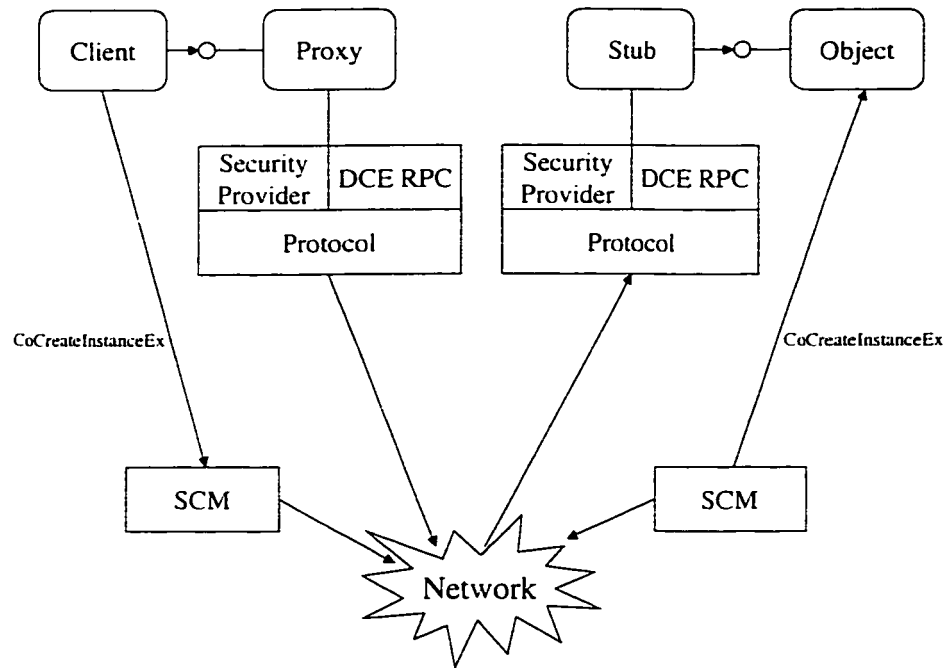 Client
Proxy
Stub
Object
Security
Provider
DCE RPC
Protocol
Security
Provider
DCE RPC
Protocol
CoCreateInstanceEx
CoCreateInstanceEx
SCM
SCM
Network